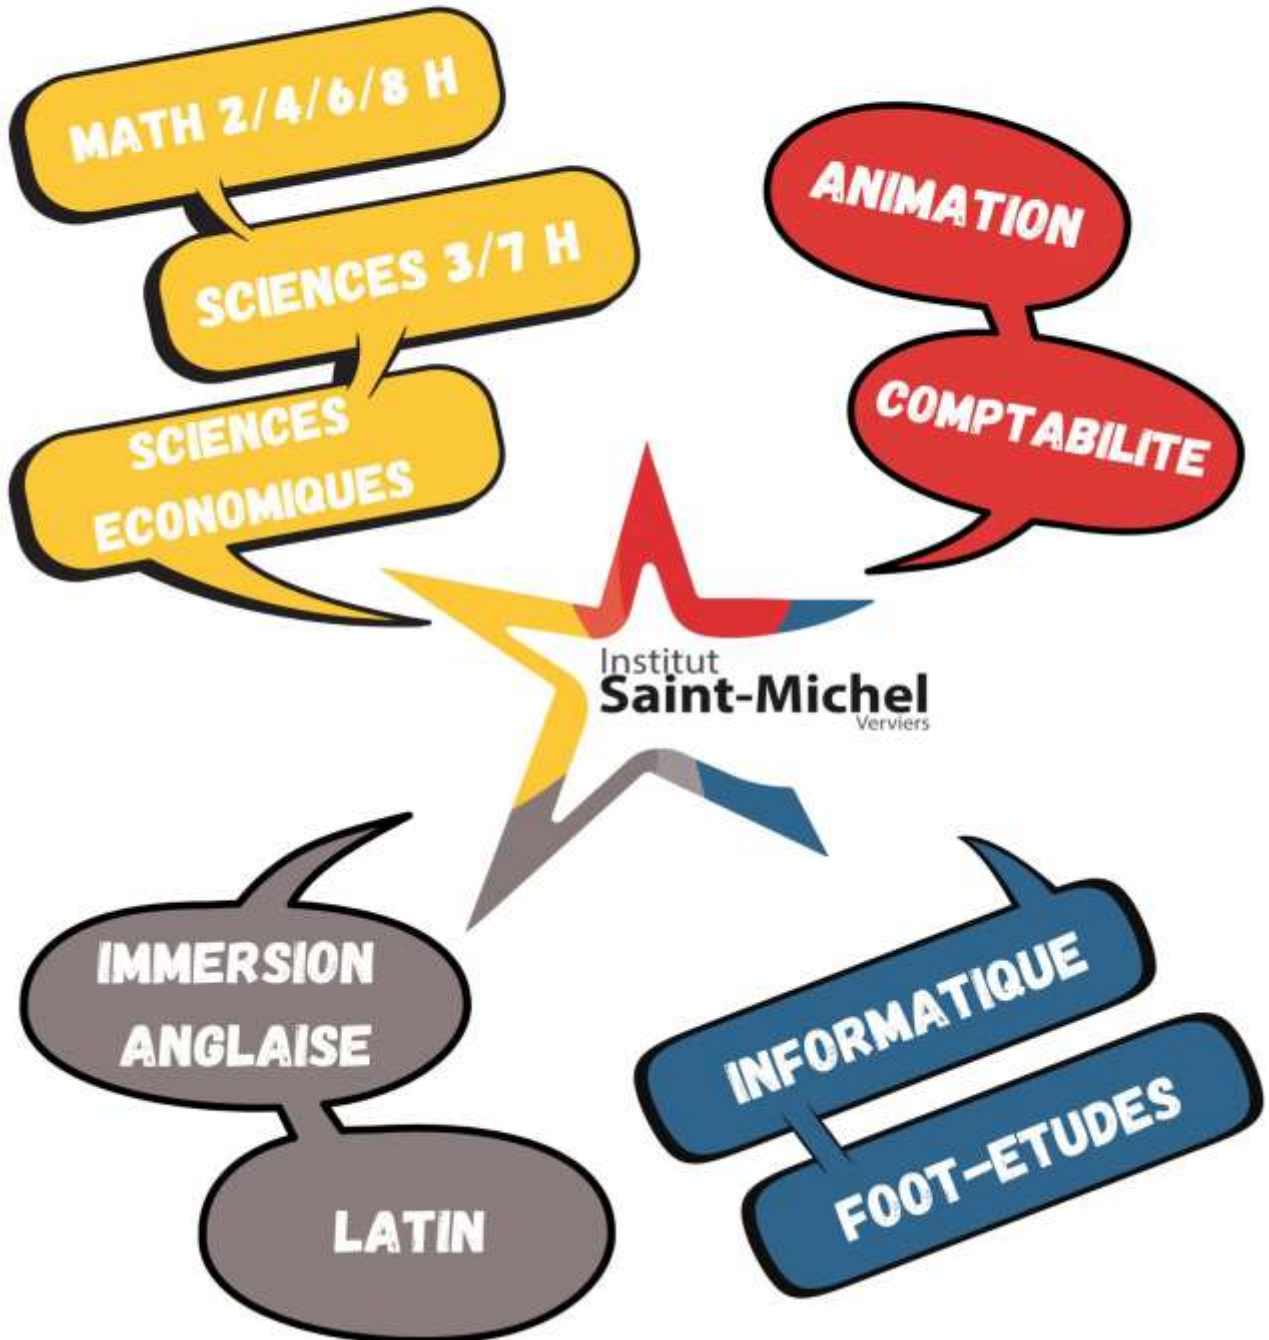 MATH 2/4/6/8 H
SCIENCES 3/7 H
SCIENCES
ECONOMIQUES
ANIMATION
COMPTABILITE
Institut
Saint-Michel
Verviers
IMMERSION
ANGLAISE
LATIN
INFORMATIQUE
FOOT-ETUDES